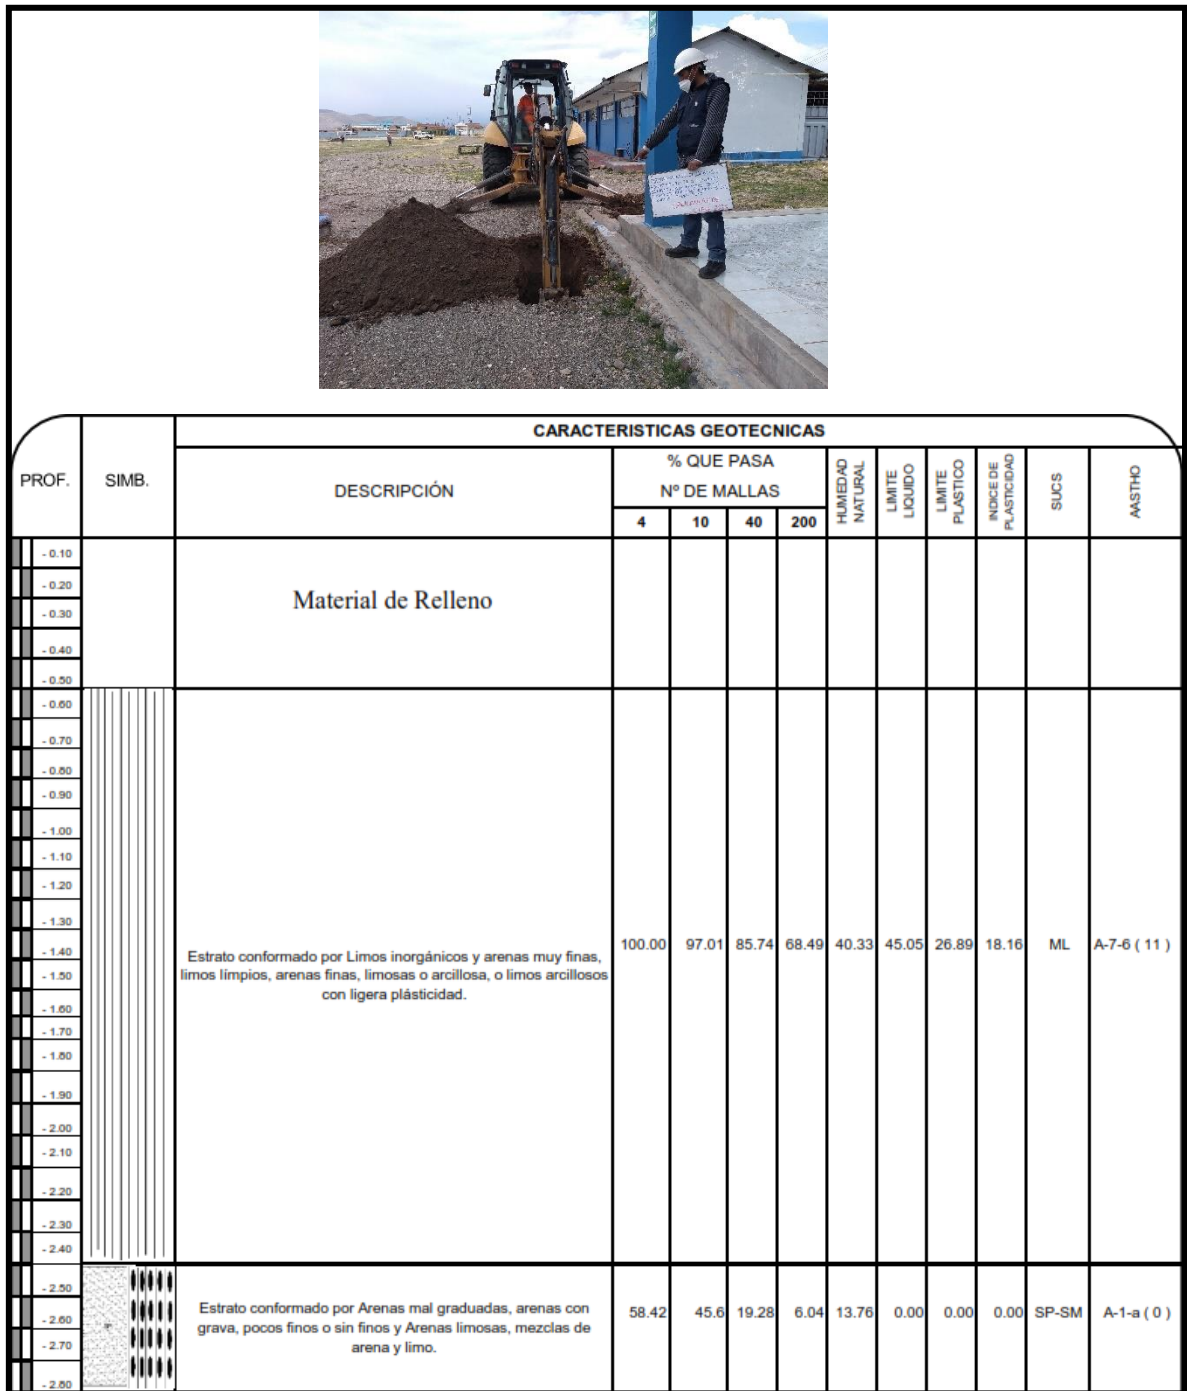 CARACTERISTICAS GEOTECNICAS
PROF.
SIMB.
DESCRIPCIÓN
% QUE PASA
Nº DE MALLAS
4 10 40 200
HUMEDAD
NATURAL
LIMITE
LIQUIDO
LIMITE
PLASTICO
INDICE DE
PLASTICIDAD
SUCS
AASTHO
- 0.10
- 0.20
Material de Relleno
- 0.30
- 0.40
- 0.50
- 0.60
- 0.70
- 0.80
- 0.90
- 1.00
- 1.10
- 1.20
- 1.30
- 1.40
- 1.50
- 1.60
- 1.70
- 1.80
- 1.90
- 2.00
- 2.10
- 2.20
- 2.30
- 2.40
Estrato conformado por Limos inorgánicos y arenas muy finas,
limos límpios, arenas finas, limosas o arcillosa, o limos arcillosos
con ligera plásticidad.
100.00 97.01 85.74 68.49 40.33 45.05 26.89 18.16 ML A-7-6 ( 11 )
- 2.50
- 2.60
- 2.70
- 2.80
SP
Estrato conformado por Arenas mal graduadas, arenas con
grava, pocos finos o sin finos y Arenas limosas, mezclas de
arena y limo.
58.42 45.6 19.28 6.04 13.76 0.00 0.00 0.00 SP-SM A-1-a ( 0 )